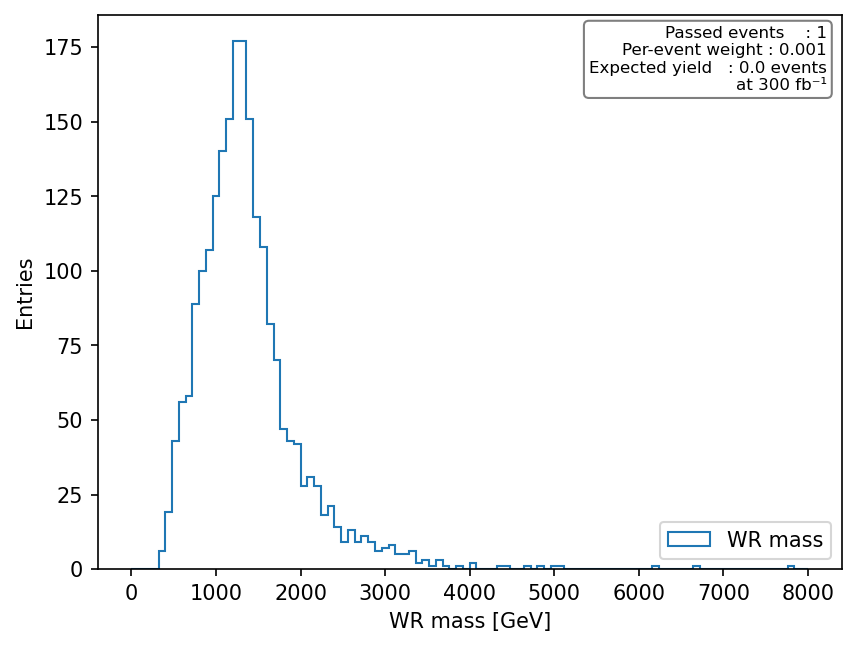 Passed events    : 1
Per-event weight : 0.001
Expected yield   : 0.0 events
at 300 fb⁻¹
175
150
125
100
75
50
25
0
Entries
WR mass
0 1000 2000 3000 4000 5000 6000 7000 8000
WR mass [GeV]